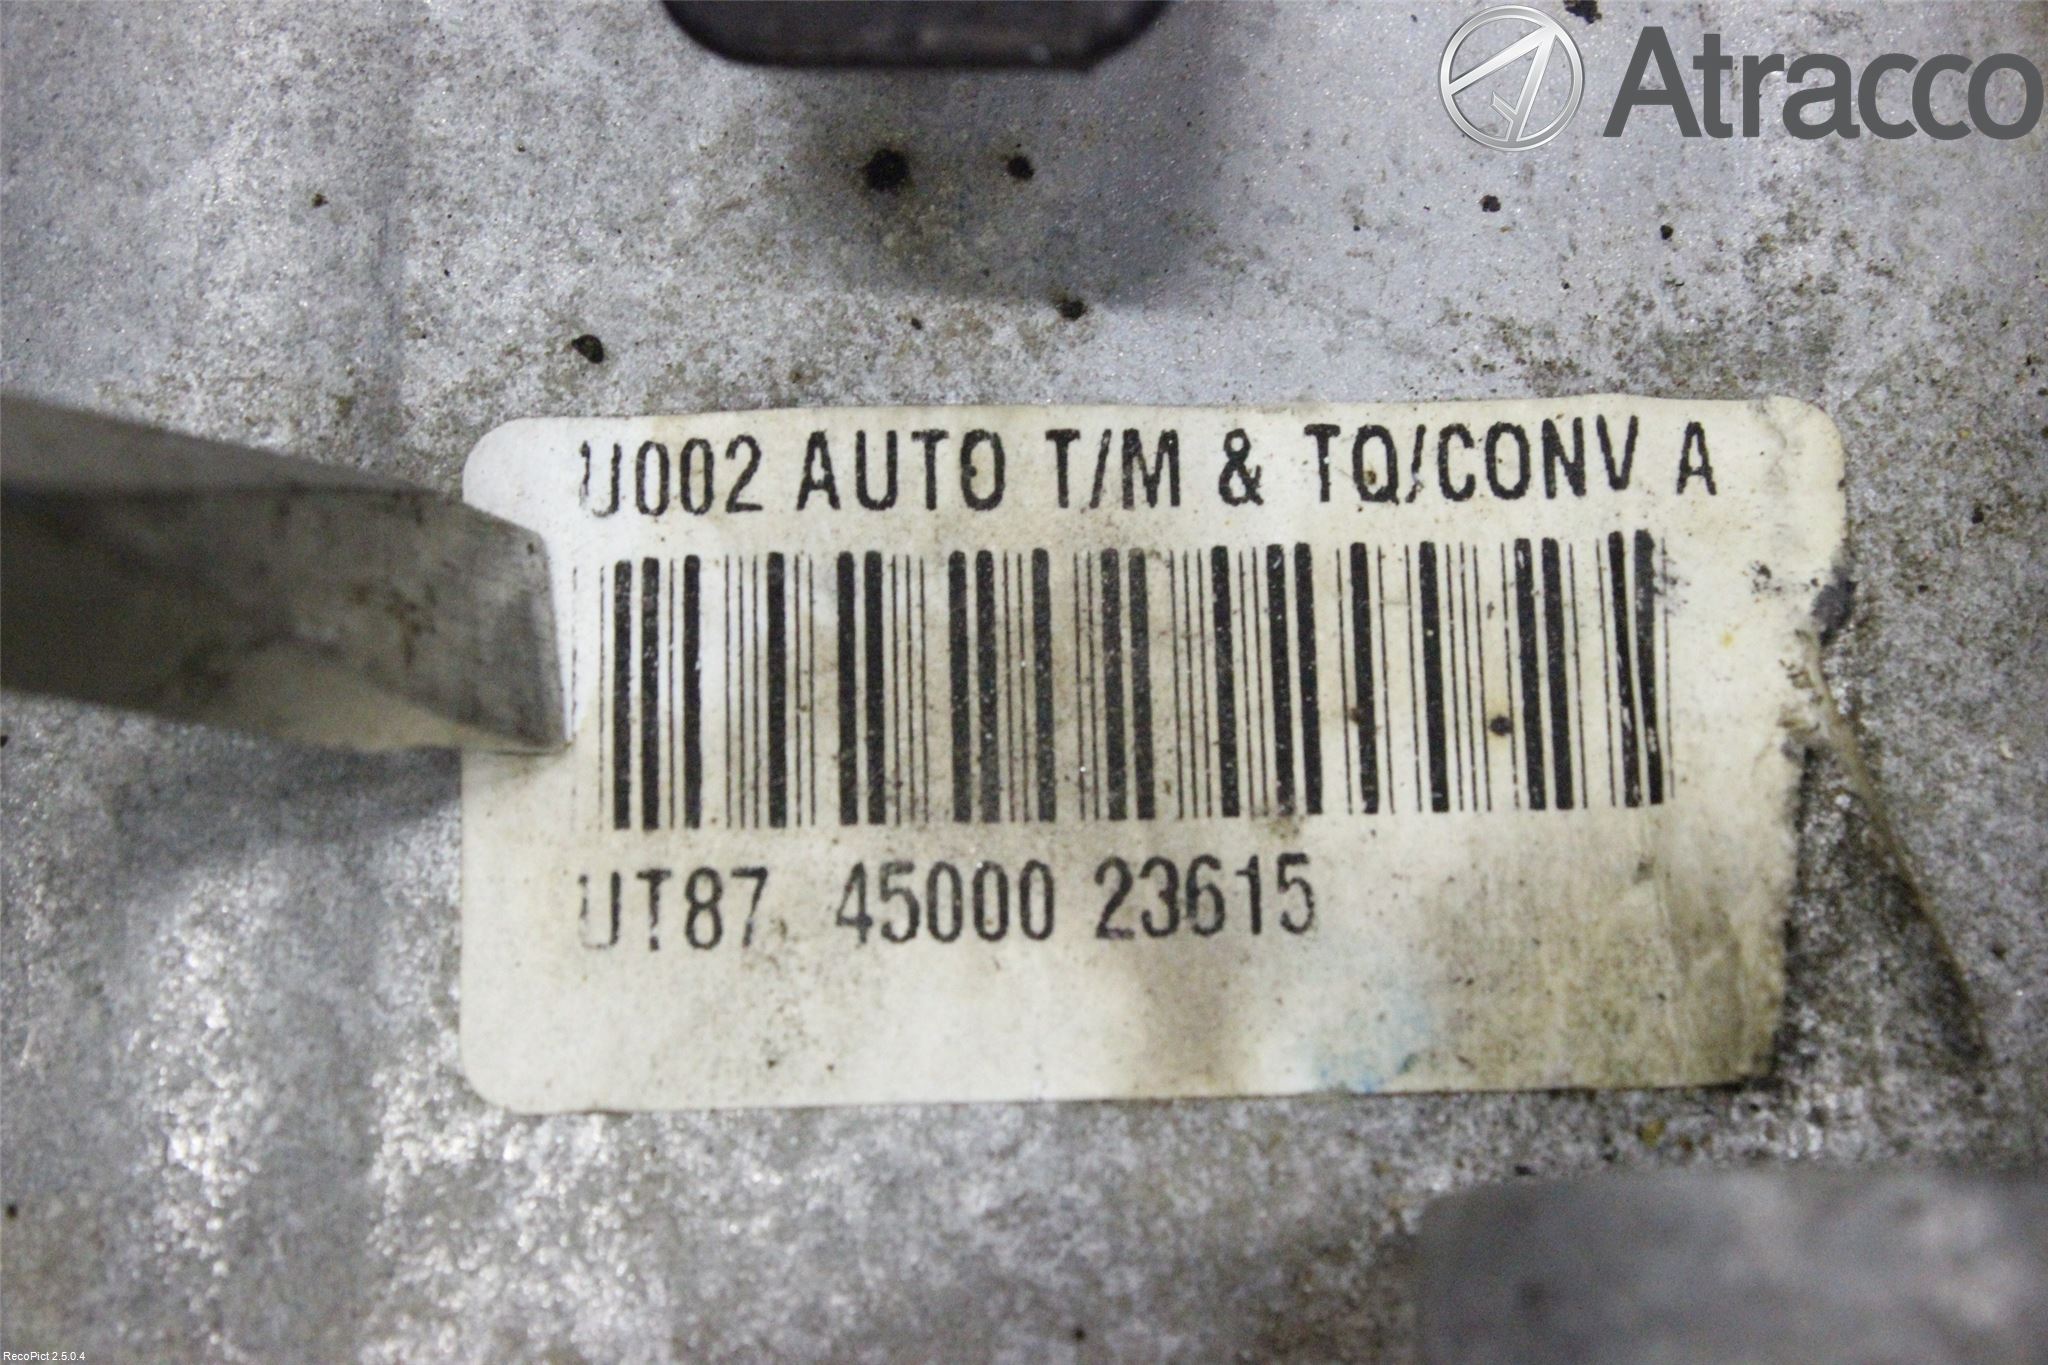 Atracco
U002 AUTO T/M & TQ/CONV A
UT87 45000 23615
RecoPict 2.5.0.4